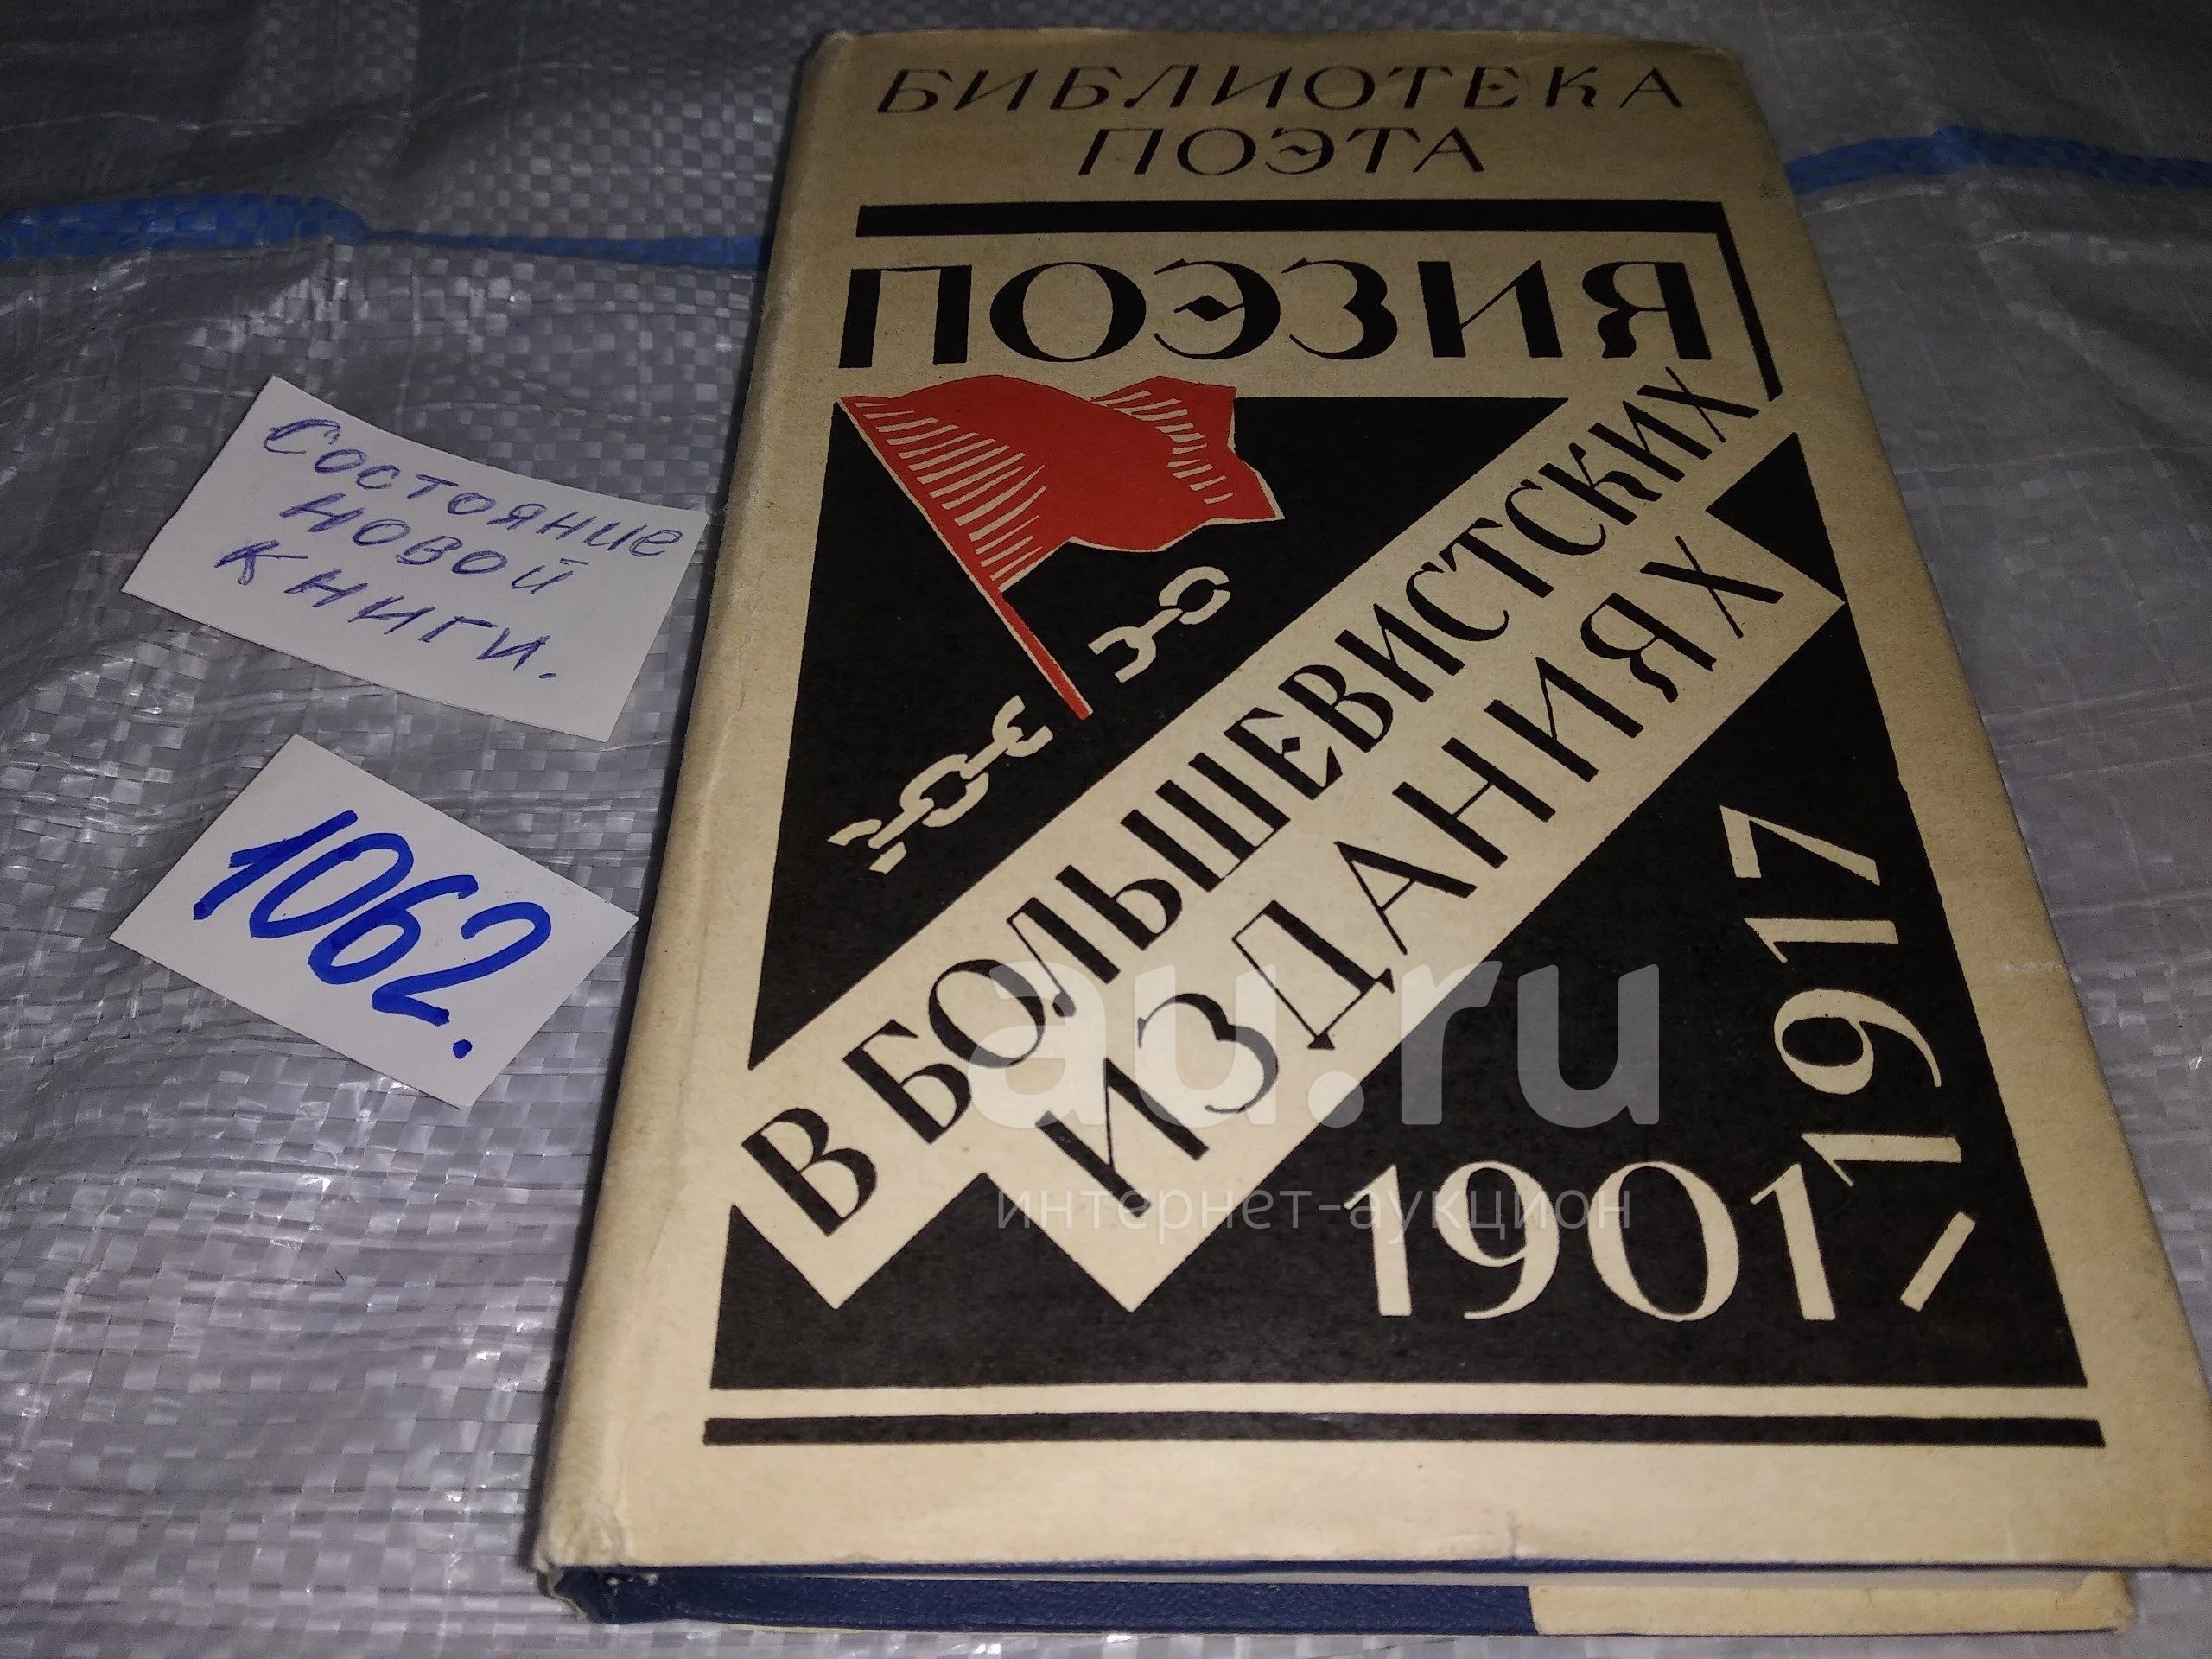 БИБЛИОТЕКА
ПОЭТА
ПОЭЗИЯ
В БОЛЬШЕВИСТСКИХ
ИЗДАНИЯХ
1901—
1917
Состояние
новой
книги.
1062.
au.ru
интернет-аукцион